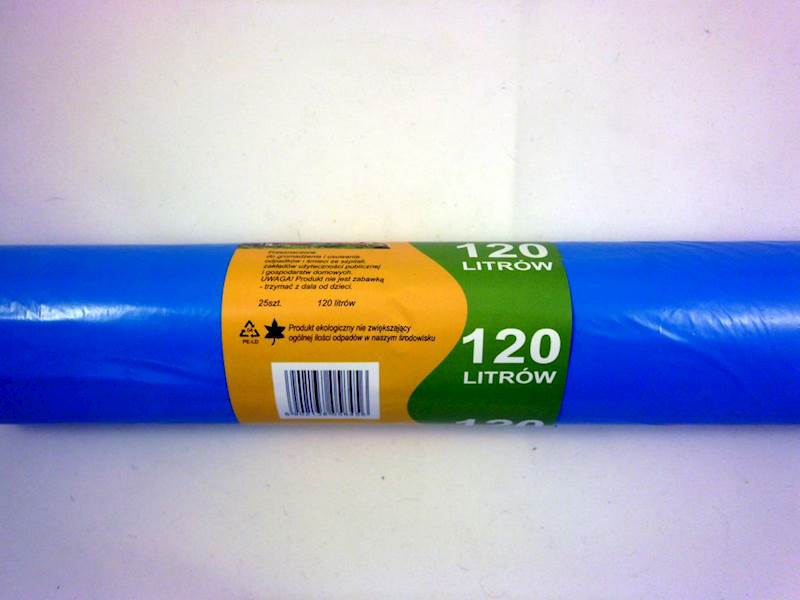 Przeznaczone
do gromadzenia i usuwania
odpadków i śmieci ze szpitali,
zakładów użyteczności publicznej
i gospodarstw domowych.
UWAGA! Produkt nie jest zabawką
- trzymać z dala od dzieci.
25szt. 120 litrów
PE-LD
Produkt ekologiczny nie zwiększający
ogólnej ilości odpadów w naszym środowisku
120
LITRÓW
120
LITRÓW
120